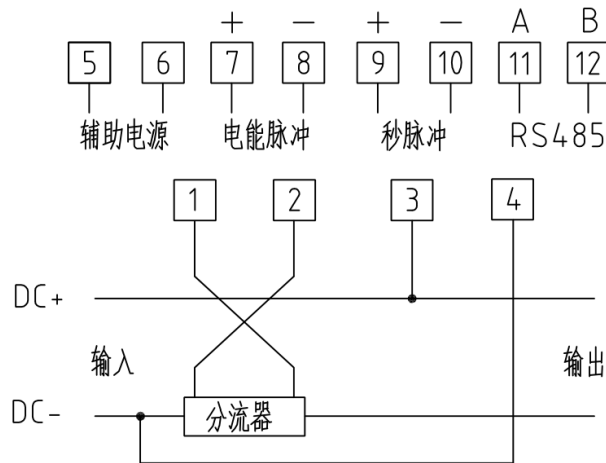 + − + − A B
5 6 7 8 9 10 11 12
辅助电源 电能脉冲 秒脉冲 RS485
1 2 3 4
DC+
输入 输出
DC- 分流器